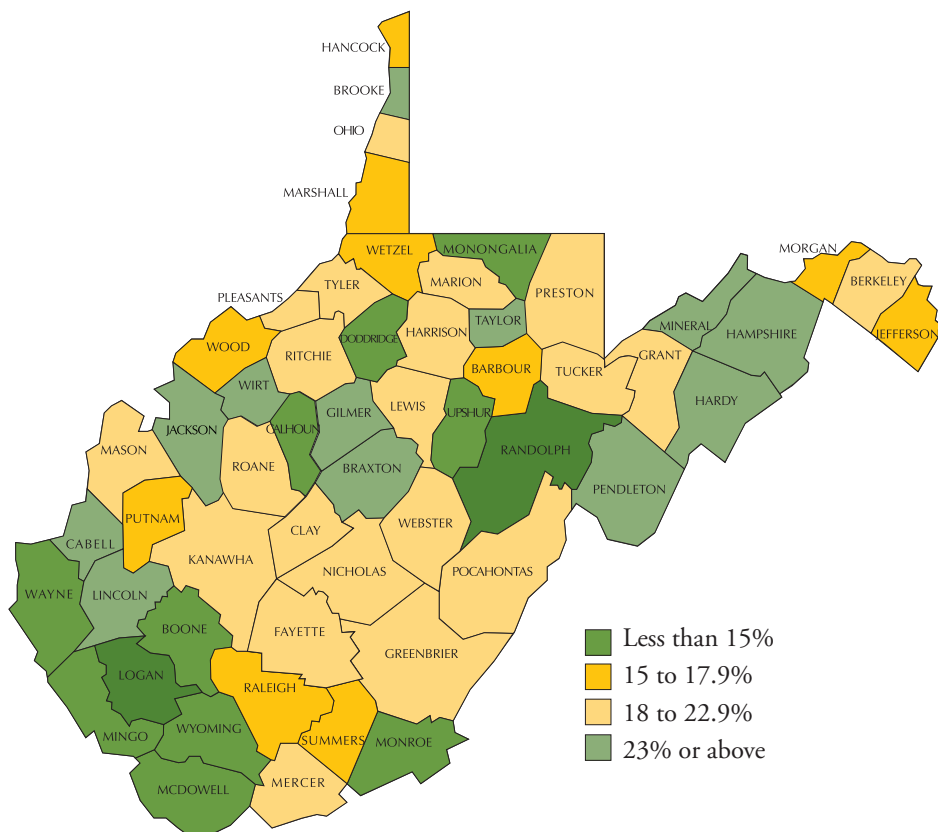 HANCOCK
BROOKE
OHIO
MARSHALL
WETZEL
MONONGALIA
MORGAN
BERKELEY
TYLER
MARION
PRESTON
PLEASANTS
TAYLOR
MINERAL
HAMPSHIRE
JEFFERSON
WOOD
RITCHIE
DODDRIDGE
HARRISON
GRANT
BARBOUR
TUCKER
WIRT
HARDY
GILMER
LEWIS
UPSHUR
JACKSON
CALHOUN
MASON
ROANE
BRAXTON
RANDOLPH
PENDLETON
PUTNAM
CLAY
WEBSTER
CABELL
KANAWHA
NICHOLAS
POCAHONTAS
WAYNE
LINCOLN
BOONE
FAYETTE
GREENBRIER
LOGAN
RALEIGH
MINGO
WYOMING
SUMMERS
MONROE
MCDOWELL
MERCER
Less than 15%
15 to 17.9%
18 to 22.9%
23% or above